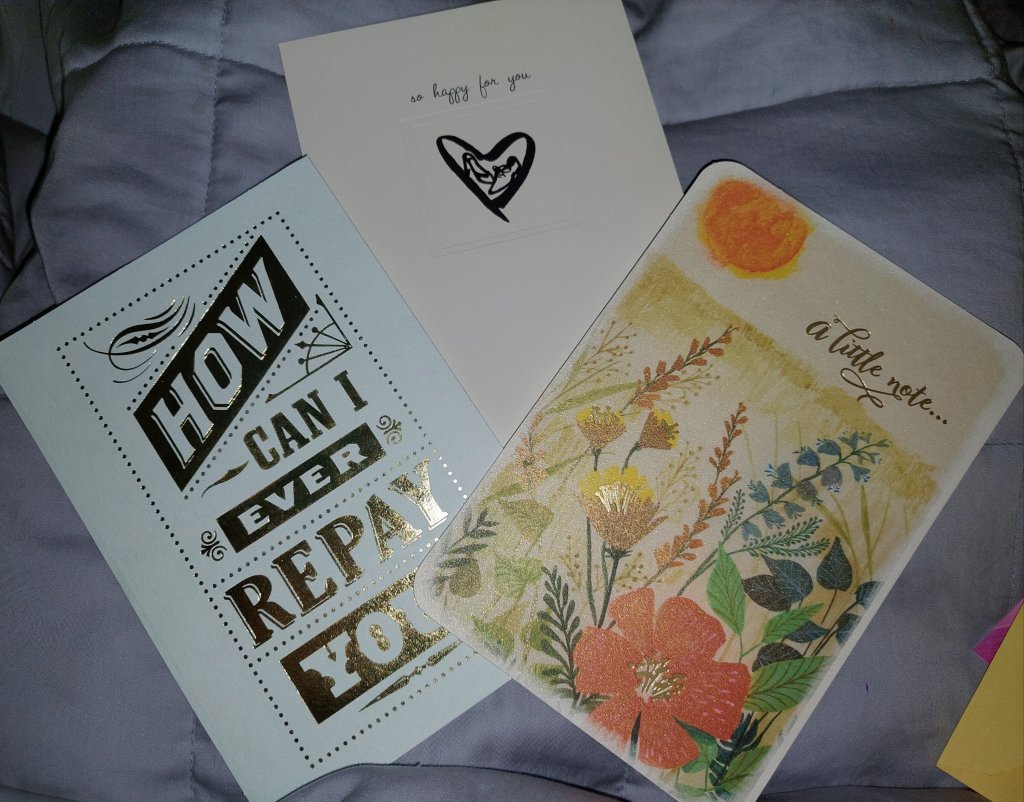 so happy for you
HOW
CAN I
EVER
REPAY
YOU
a little note...